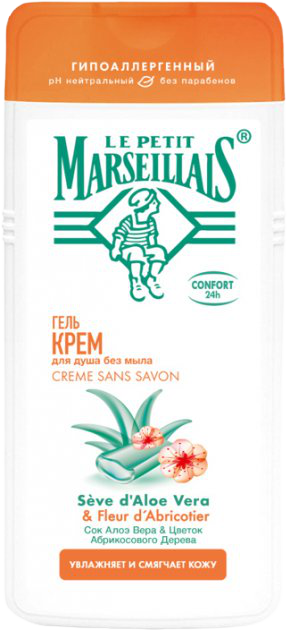 ГИПОАЛЛЕРГЕННЫЙ
pH нейтральный без парабенов
LE PETIT
MARSEILLAIS®
CONFORT
24h
ГЕЛЬ
КРЕМ
для душа без мыла
CREME SANS SAVON
Sève d'Aloe Vera
& Fleur d'Abricotier
Сок Алоэ Вера & Цветок
Абрикосового Дерева
УВЛАЖНЯЕТ И СМЯГЧАЕТ КОЖУ